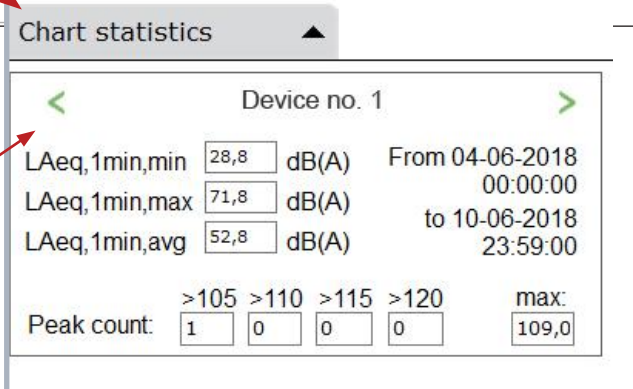 Chart statistics ▲
< Device no. 1 >
LAeq,1min,min 28,8 dB(A) From 04-06-2018
00:00:00
LAeq,1min,max 71,8 dB(A)
to 10-06-2018
LAeq,1min,avg 52,8 dB(A) 23:59:00
>105 >110 >115 >120 max:
Peak count: 1 0 0 0 109,0